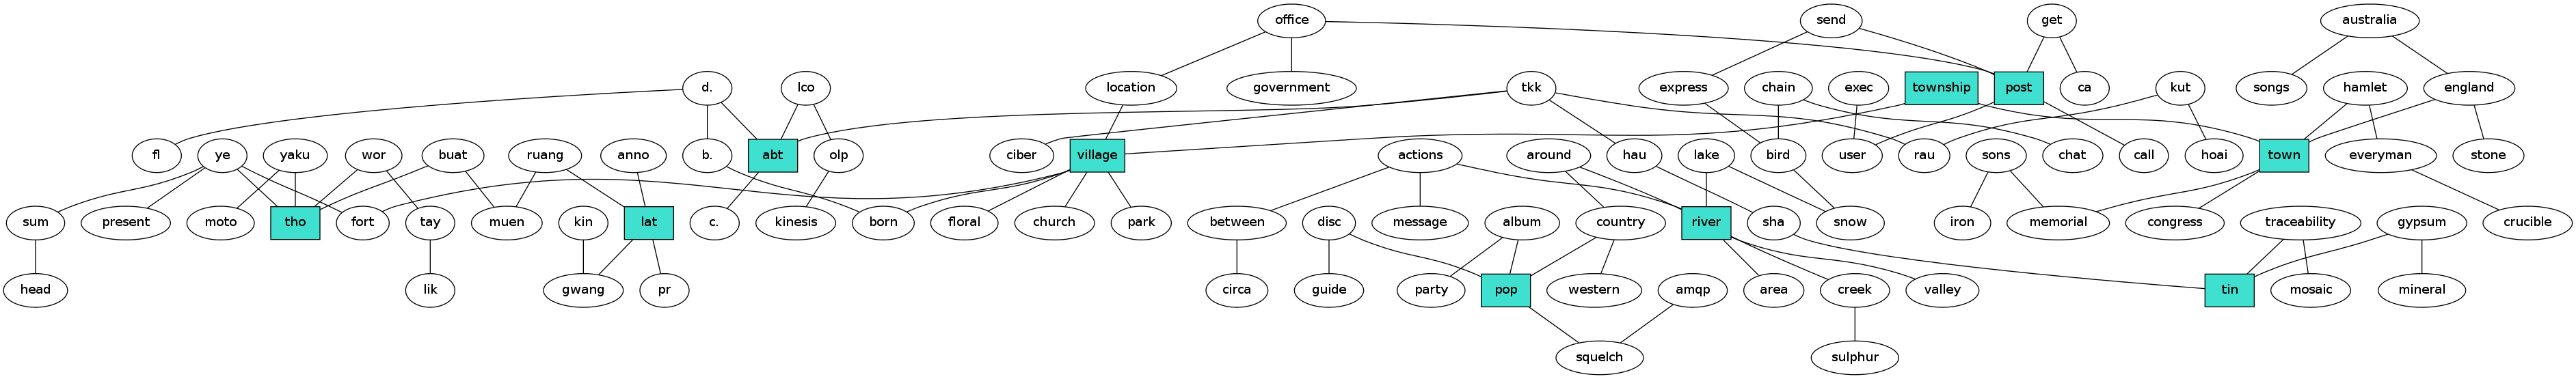 office send get australia
d. lco location government tkk express chain exec township post ca kut songs hamlet england
fl ye yaku wor buat ruang anno b. abt olp ciber village actions around hau lake bird user rau sons chat call hoai town everyman stone
sum present moto tho fort tay muen kin lat c. kinesis born floral church park between disc message album country river sha snow iron memorial congress traceability gypsum crucible
head lik gwang pr circa guide party pop western amqp area creek valley tin mosaic mineral
squelch sulphur